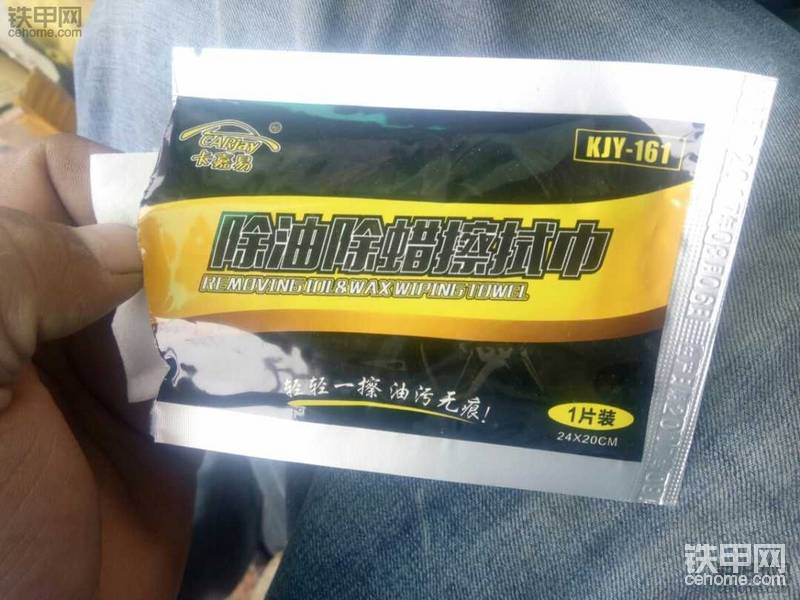 铁甲网
cehome.com
CARJoy
®
卡嘉易
KJY-161
除油除蜡擦拭巾
REMOVING OIL&WAX WIPING TOWEL
轻轻一擦 油污无痕!
1片装
24X20CM
铁甲网
cehome.com